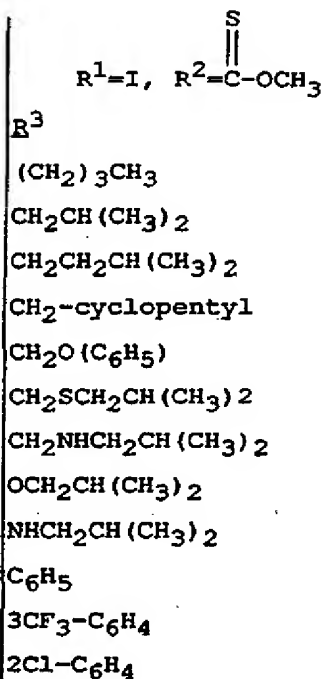 S
R¹=I, R²=C-OCH₃
R³
(CH₂)₃CH₃
CH₂CH(CH₃)₂
CH₂CH₂CH(CH₃)₂
CH₂-cyclopentyl
CH₂O(C₆H₅)
CH₂SCH₂CH(CH₃)2
CH₂NHCH₂CH(CH₃)₂
OCH₂CH(CH₃)₂
NHCH₂CH(CH₃)₂
C₆H₅
3CF₃-C₆H₄
2Cl-C₆H₄